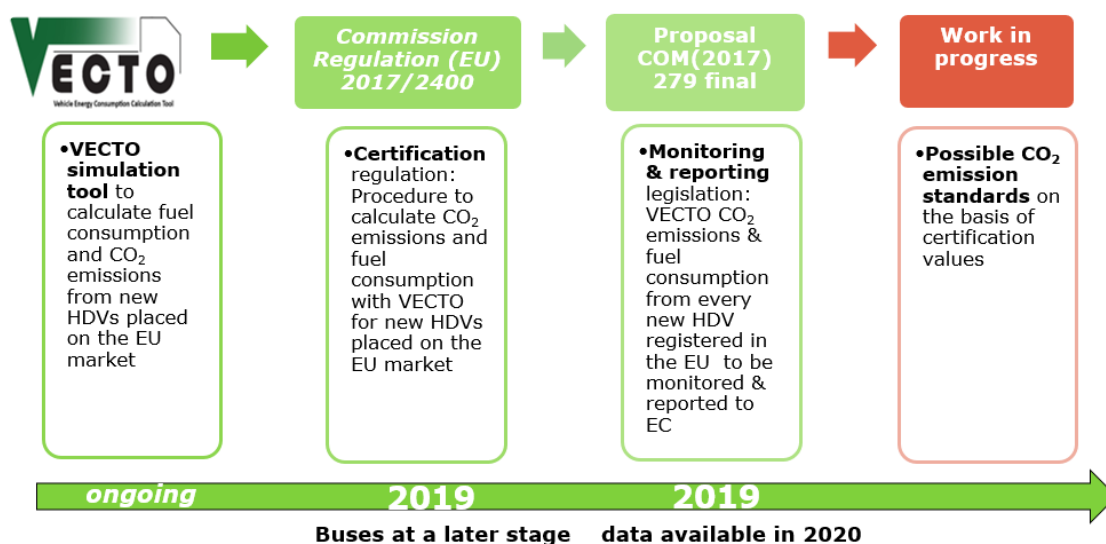 VECTO
Vehicle Energy Consumption Calculation Tool
Commission
Regulation (EU)
2017/2400
Proposal
COM(2017)
279 final
Work in
progress
•VECTO
simulation
tool to
calculate fuel
consumption
and CO₂
emissions
from new
HDVs placed
on the EU
market
•Certification
regulation:
Procedure to
calculate CO₂
emissions and
fuel
consumption
with VECTO
for new HDVs
placed on the
EU market
•Monitoring
& reporting
legislation:
VECTO CO₂
emissions &
fuel
consumption
from every
new HDV
registered in
the EU to be
monitored &
reported to
EC
•Possible CO₂
emission
standards on
the basis of
certification
values
ongoing
2019
2019
Buses at a later stage data available in 2020